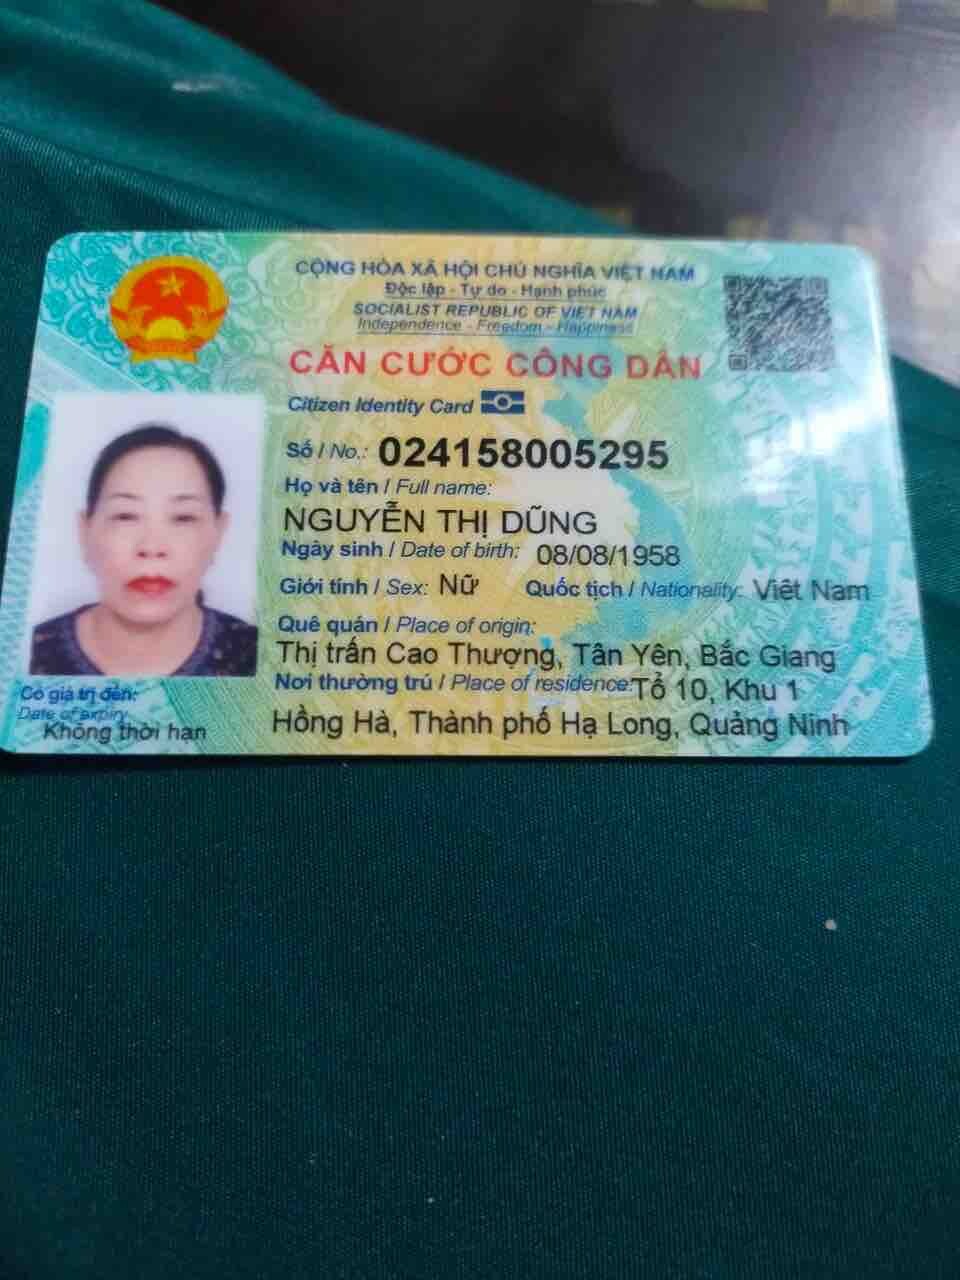 CỘNG HÒA XÃ HỘI CHỦ NGHĨA VIỆT NAM
Độc lập - Tự do - Hạnh phúc
SOCIALIST REPUBLIC OF VIET NAM
Independence - Freedom - Happiness
CĂN CƯỚC CÔNG DÂN
Citizen Identity Card
Số / No.: 024158005295
Họ và tên / Full name:
NGUYỄN THỊ DŨNG
Ngày sinh / Date of birth: 08/08/1958
Giới tính / Sex: Nữ Quốc tịch / Nationality: Việt Nam
Quê quán / Place of origin:
Thị trấn Cao Thượng, Tân Yên, Bắc Giang
Nơi thường trú / Place of residence: Tổ 10, Khu 1
Hồng Hà, Thành phố Hạ Long, Quảng Ninh
Có giá trị đến:
Date of expiry
Không thời hạn